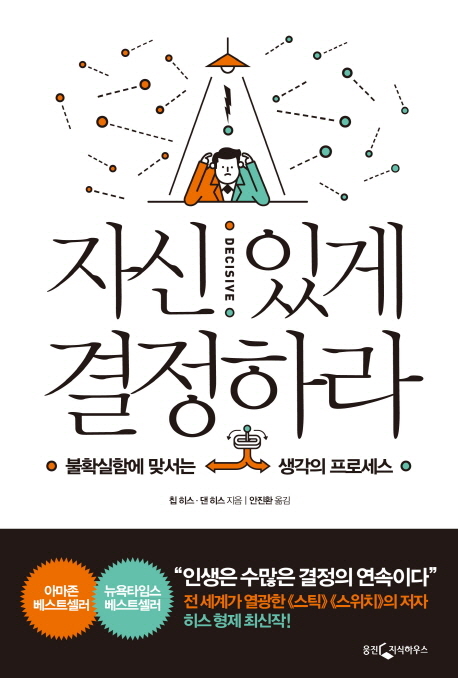 자신 있게
DECISIVE
결정하라
불확실함에 맞서는 생각의 프로세스
칩 히스 · 댄 히스 지음 | 안진환 옮김
아마존
베스트셀러
뉴욕타임스
베스트셀러
“인생은 수많은 결정의 연속이다”
전 세계가 열광한 《스틱》 《스위치》의 저자
히스 형제 최신작!
웅진 지식하우스